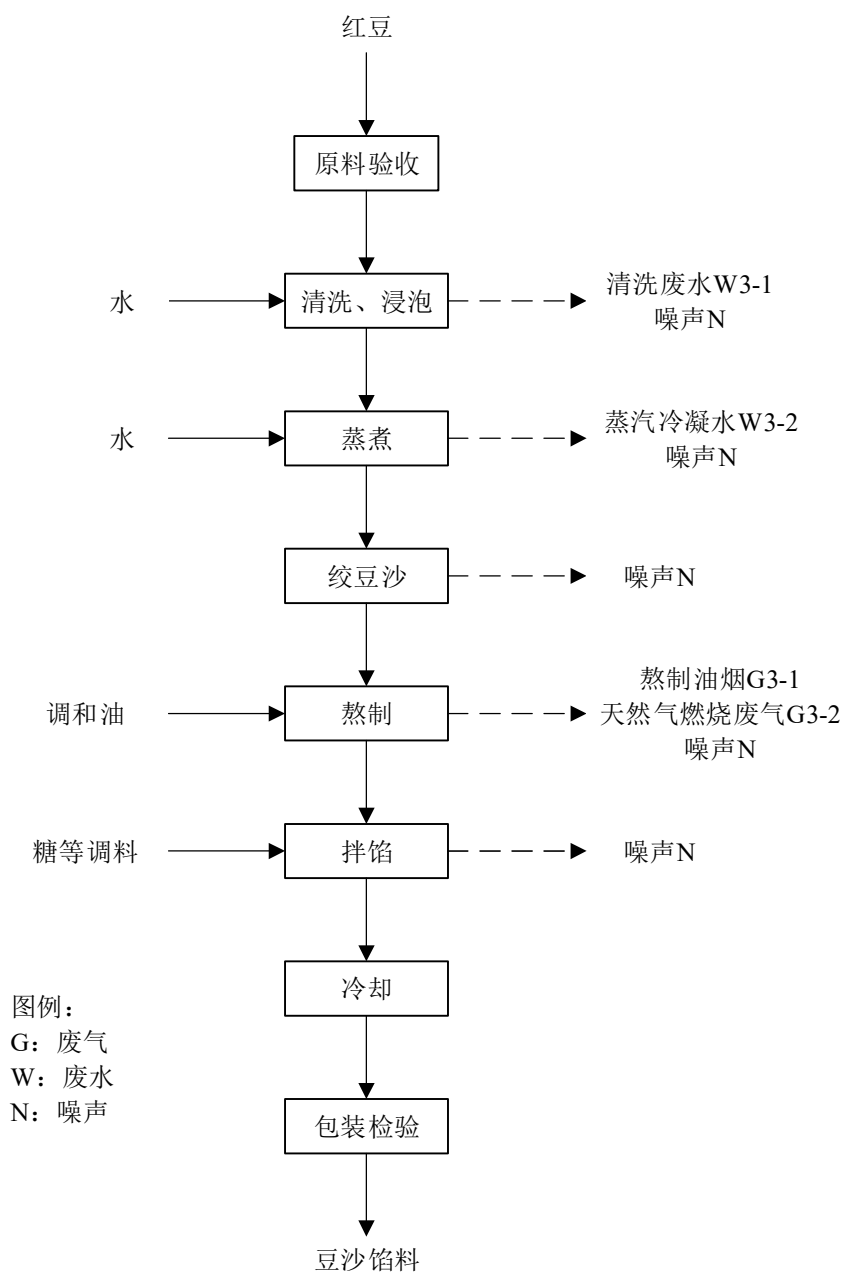 红豆
原料验收
水
清洗、浸泡
清洗废水W3-1
噪声N
水
蒸煮
蒸汽冷凝水W3-2
噪声N
绞豆沙
噪声N
调和油
熬制
熬制油烟G3-1
天然气燃烧废气G3-2
噪声N
糖等调料
拌馅
噪声N
冷却
图例：
G：废气
W：废水
N：噪声
包装检验
豆沙馅料